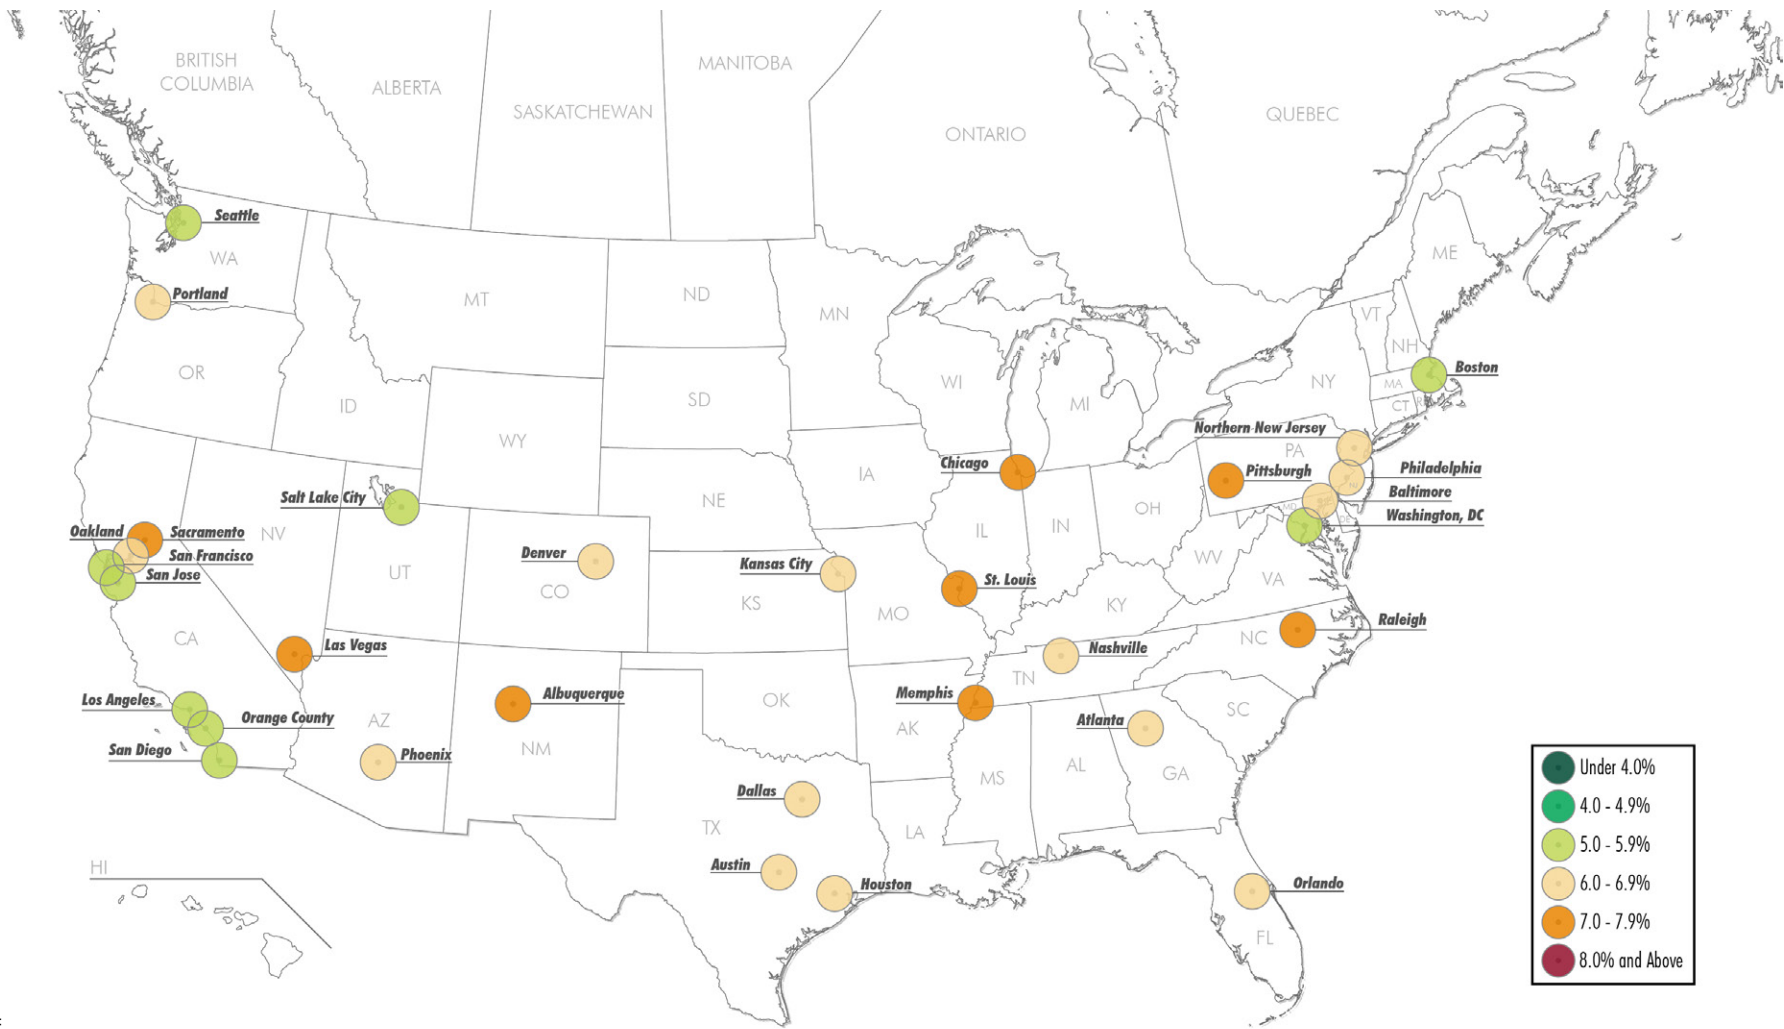 BRITISH
COLUMBIA
ALBERTA
SASKATCHEWAN
MANITOBA
ONTARIO
QUEBEC
Seattle
WA
Portland
OR
MT
ID
WY
ND
SD
MN
WI
MI
ME
VT
NH
NY
MA
CT
Boston
Northern New Jersey
PA
Pittsburgh
Philadelphia
NJ
Baltimore
MD
DE
Washington, DC
Chicago
IA
NE
IL
IN
OH
WV
VA
KY
Salt Lake City
NV
UT
Oakland
Sacramento
San Francisco
San Jose
CA
Denver
CO
Kansas City
KS
MO
St. Louis
Las Vegas
Raleigh
NC
Nashville
TN
Memphis
Los Angeles
Orange County
San Diego
AZ
Phoenix
Albuquerque
NM
OK
AK
Atlanta
SC
GA
AL
MS
LA
Dallas
TX
Austin
Houston
Orlando
FL
HI
Under 4.0%
4.0 - 4.9%
5.0 - 5.9%
6.0 - 6.9%
7.0 - 7.9%
8.0% and Above